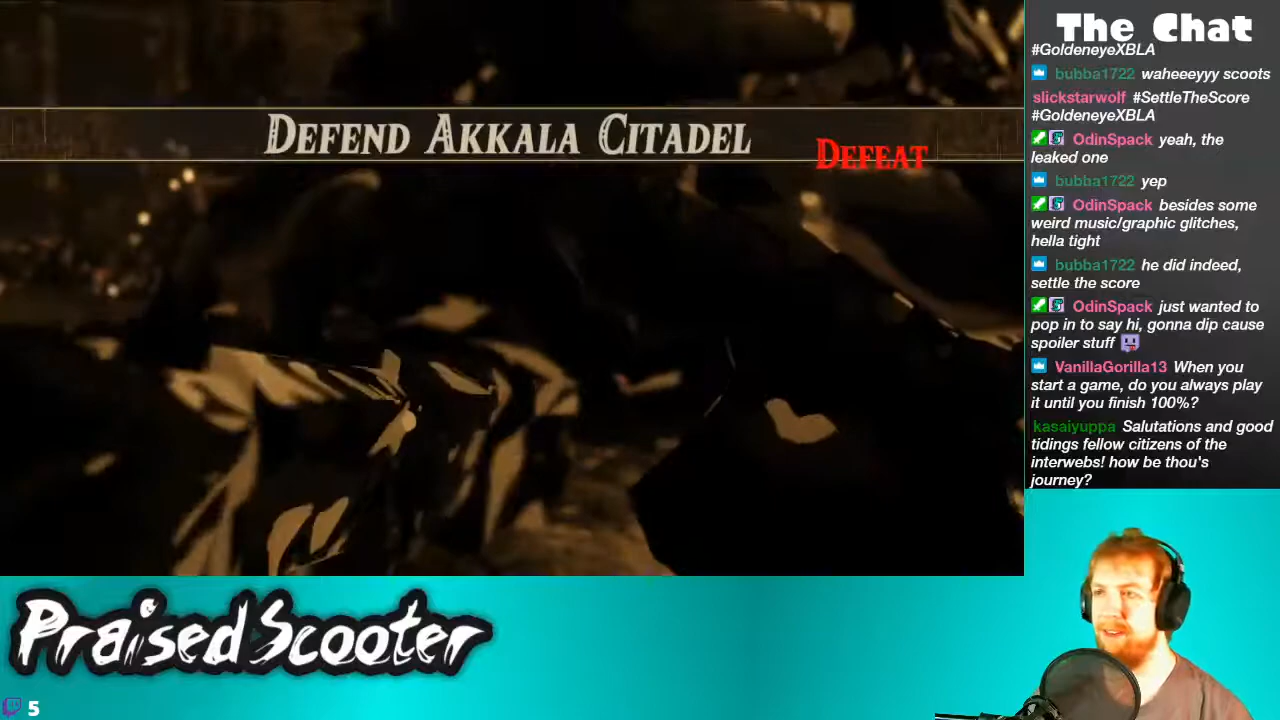 DEFEND AKKALA CITADEL
DEFEAT
The Chat
#GoldeneyeXBLA
bubba1722 waheeeyyy scoots
slickstarwolf #SettleTheScore
#GoldeneyeXBLA
OdinSpack yeah, the
leaked one
bubba1722 yep
OdinSpack besides some
weird music/graphic glitches,
hella tight
bubba1722 he did indeed,
settle the score
OdinSpack just wanted to
pop in to say hi, gonna dip cause
spoiler stuff
VanillaGorilla13 When you
start a game, do you always play
it until you finish 100%?
kasaiyuppa Salutations and good
tidings fellow citizens of the
interwebs! how be thou's
journey?
Praised Scooter
5